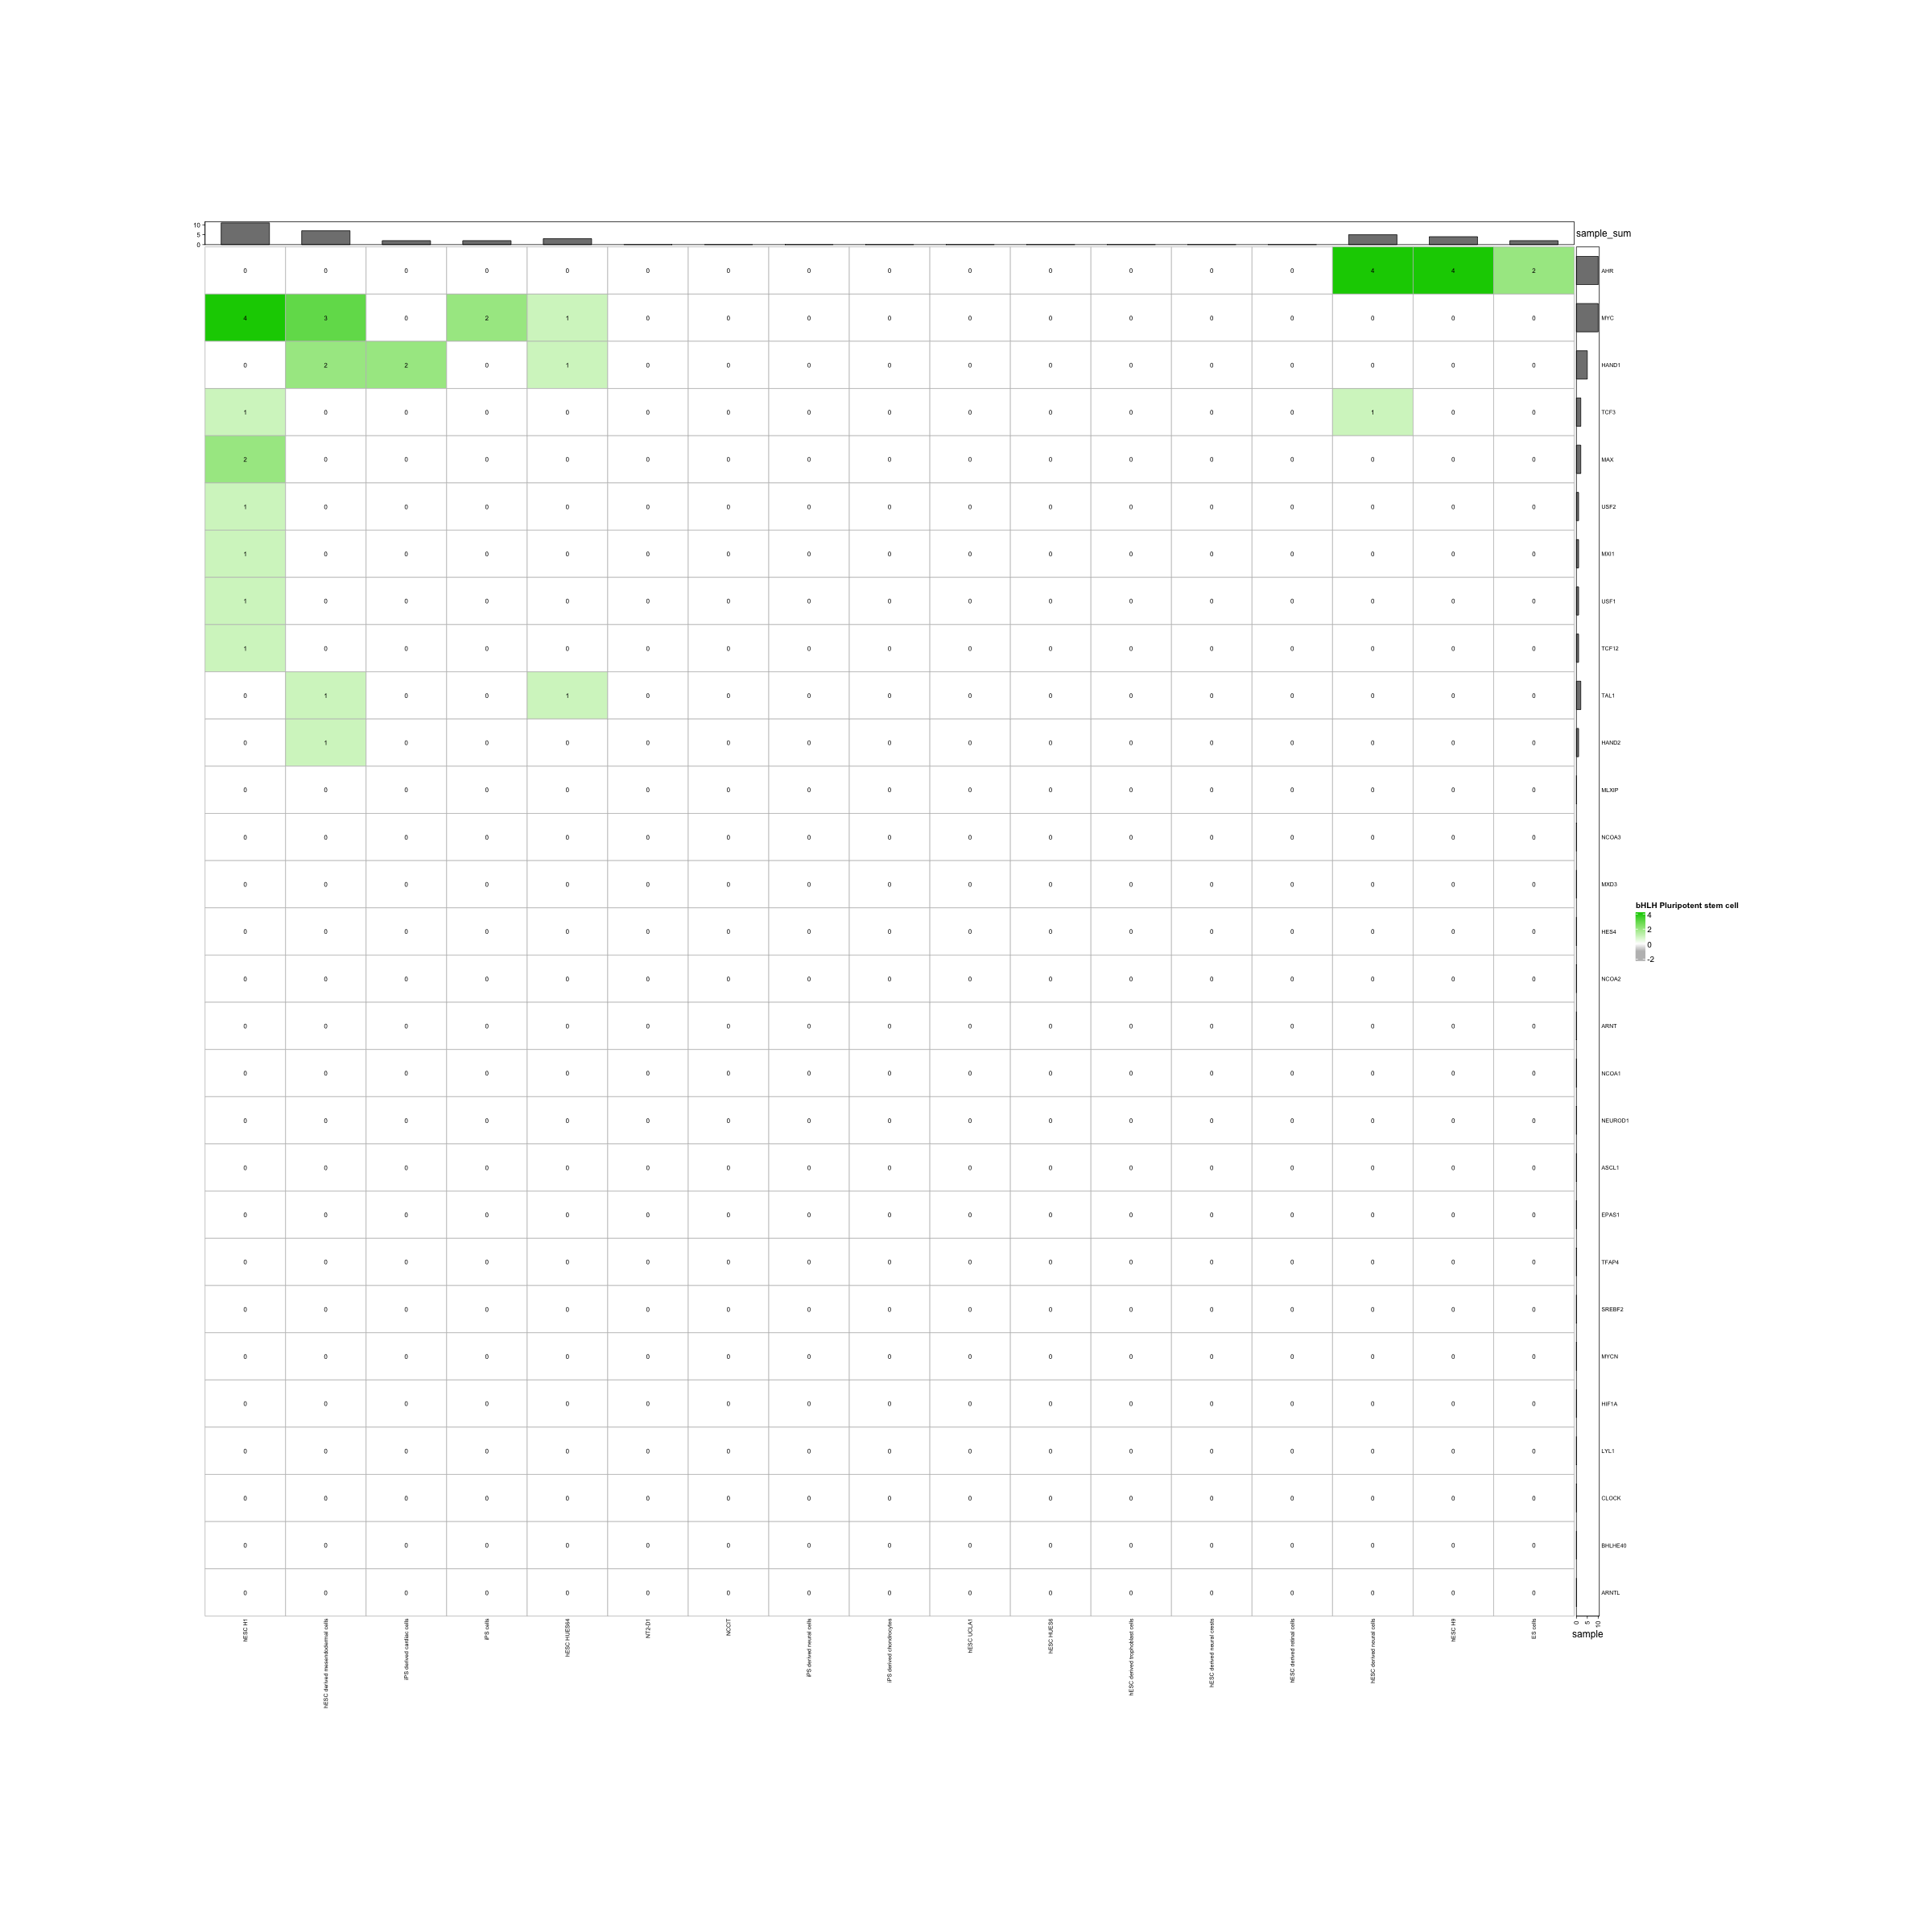 10
5
0
sample_sum
0 0 0 0 0 0 0 0 0 0 0 0 0 0 4 4 2 AHR
4 3 0 2 1 0 0 0 0 0 0 0 0 0 0 0 0 MYC
0 2 2 0 1 0 0 0 0 0 0 0 0 0 0 0 0 HAND1
1 0 0 0 0 0 0 0 0 0 0 0 0 0 1 0 0 TCF3
2 0 0 0 0 0 0 0 0 0 0 0 0 0 0 0 0 MAX
1 0 0 0 0 0 0 0 0 0 0 0 0 0 0 0 0 USF2
1 0 0 0 0 0 0 0 0 0 0 0 0 0 0 0 0 MXI1
1 0 0 0 0 0 0 0 0 0 0 0 0 0 0 0 0 USF1
1 0 0 0 0 0 0 0 0 0 0 0 0 0 0 0 0 TCF12
0 1 0 0 1 0 0 0 0 0 0 0 0 0 0 0 0 TAL1
0 1 0 0 0 0 0 0 0 0 0 0 0 0 0 0 0 HAND2
0 0 0 0 0 0 0 0 0 0 0 0 0 0 0 0 0 MLXIP
0 0 0 0 0 0 0 0 0 0 0 0 0 0 0 0 0 NCOA3
0 0 0 0 0 0 0 0 0 0 0 0 0 0 0 0 0 MXD3
0 0 0 0 0 0 0 0 0 0 0 0 0 0 0 0 0 HES4
0 0 0 0 0 0 0 0 0 0 0 0 0 0 0 0 0 NCOA2
0 0 0 0 0 0 0 0 0 0 0 0 0 0 0 0 0 ARNT
0 0 0 0 0 0 0 0 0 0 0 0 0 0 0 0 0 NCOA1
0 0 0 0 0 0 0 0 0 0 0 0 0 0 0 0 0 NEUROD1
0 0 0 0 0 0 0 0 0 0 0 0 0 0 0 0 0 ASCL1
0 0 0 0 0 0 0 0 0 0 0 0 0 0 0 0 0 EPAS1
0 0 0 0 0 0 0 0 0 0 0 0 0 0 0 0 0 TFAP4
0 0 0 0 0 0 0 0 0 0 0 0 0 0 0 0 0 SREBF2
0 0 0 0 0 0 0 0 0 0 0 0 0 0 0 0 0 MYCN
0 0 0 0 0 0 0 0 0 0 0 0 0 0 0 0 0 HIF1A
0 0 0 0 0 0 0 0 0 0 0 0 0 0 0 0 0 LYL1
0 0 0 0 0 0 0 0 0 0 0 0 0 0 0 0 0 CLOCK
0 0 0 0 0 0 0 0 0 0 0 0 0 0 0 0 0 BHLHE40
0 0 0 0 0 0 0 0 0 0 0 0 0 0 0 0 0 ARNTL
hESC H1
hESC derived mesendodermal cells
iPS derived cardiac cells
iPS cells
hESC HUES64
NT2-D1
NCCIT
iPS derived neural cells
iPS derived chondrocytes
hESC UCLA1
hESC HUES6
hESC derived trophoblast cells
hESC derived neural crests
hESC derived retinal cells
hESC derived neural cells
hESC H9
ES cells
0 5 10
sample
bHLH Pluripotent stem cell
4
2
0
-2